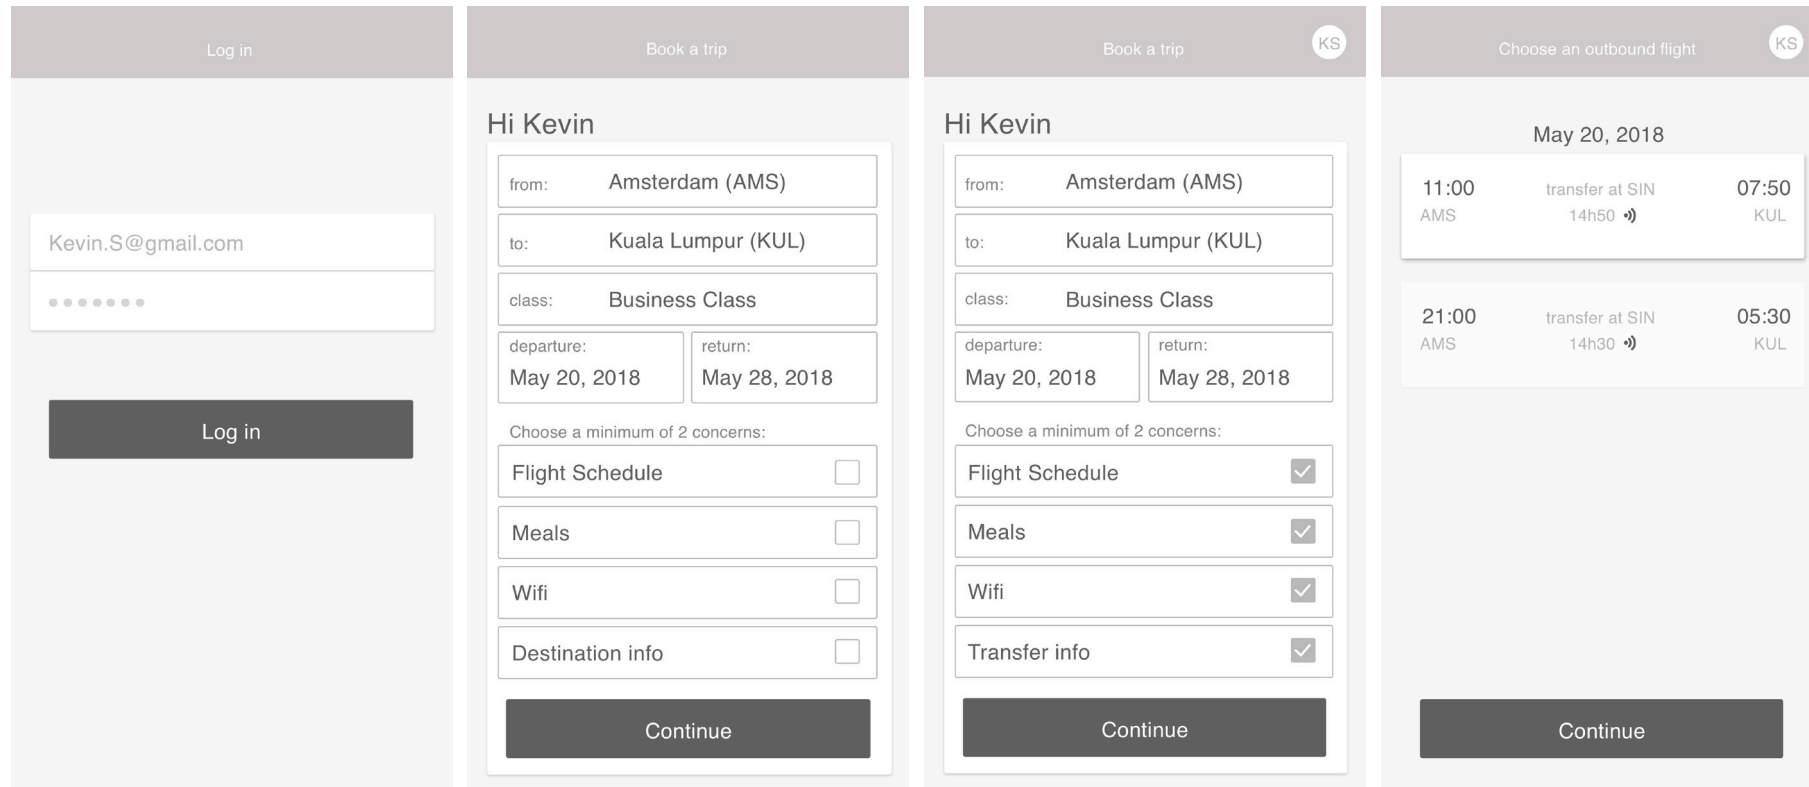 Log in
Kevin.S@gmail.com
Log in
Book a trip
Hi Kevin
from: Amsterdam (AMS)
to: Kuala Lumpur (KUL)
class: Business Class
departure: return:
May 20, 2018 May 28, 2018
Choose a minimum of 2 concerns:
Flight Schedule
Meals
Wifi
Destination info
Continue
Book a trip KS
Hi Kevin
from: Amsterdam (AMS)
to: Kuala Lumpur (KUL)
class: Business Class
departure: return:
May 20, 2018 May 28, 2018
Choose a minimum of 2 concerns:
Flight Schedule
Meals
Wifi
Transfer info
Continue
Choose an outbound flight KS
May 20, 2018
11:00 transfer at SIN 07:50
AMS 14h50 KUL
21:00 transfer at SIN 05:30
AMS 14h30 KUL
Continue